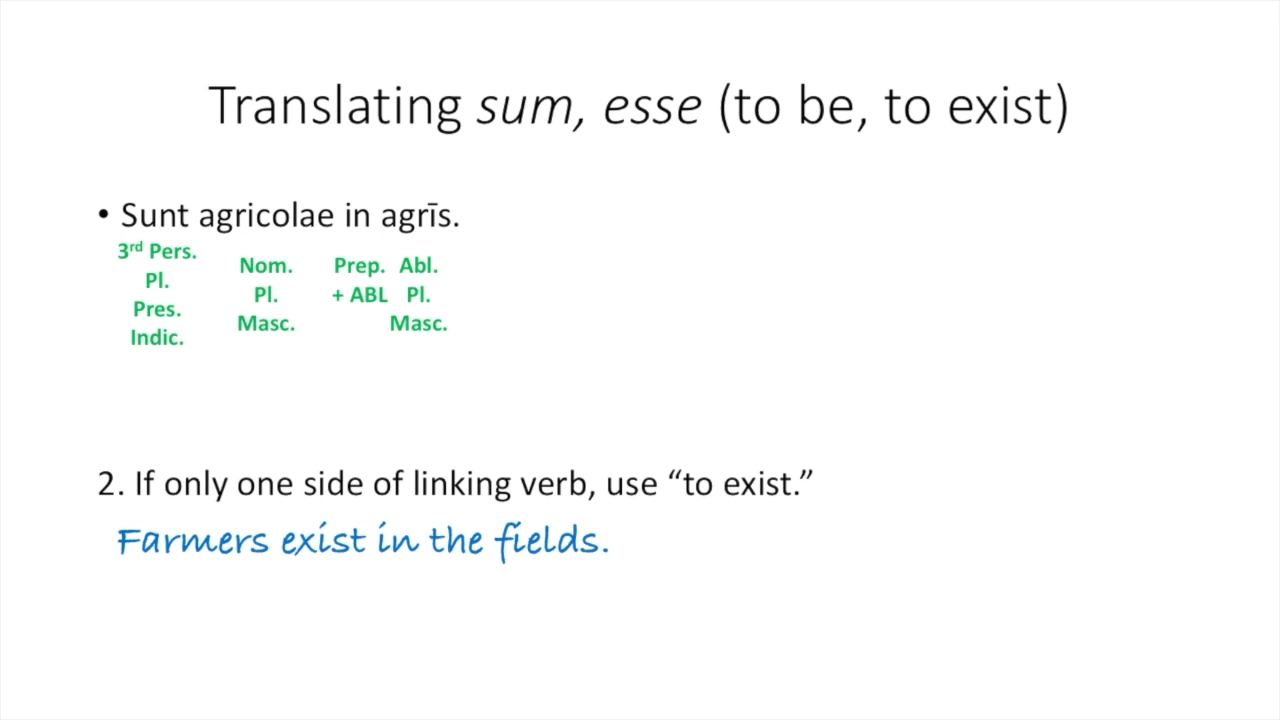 Translating sum, esse (to be, to exist)
• Sunt agricolae in agrīs.
3rd Pers. Pl. Pres. Indic.
Nom. Pl. Masc.
Prep. + ABL
Abl. Pl. Masc.
2. If only one side of linking verb, use “to exist.”
Farmers exist in the fields.